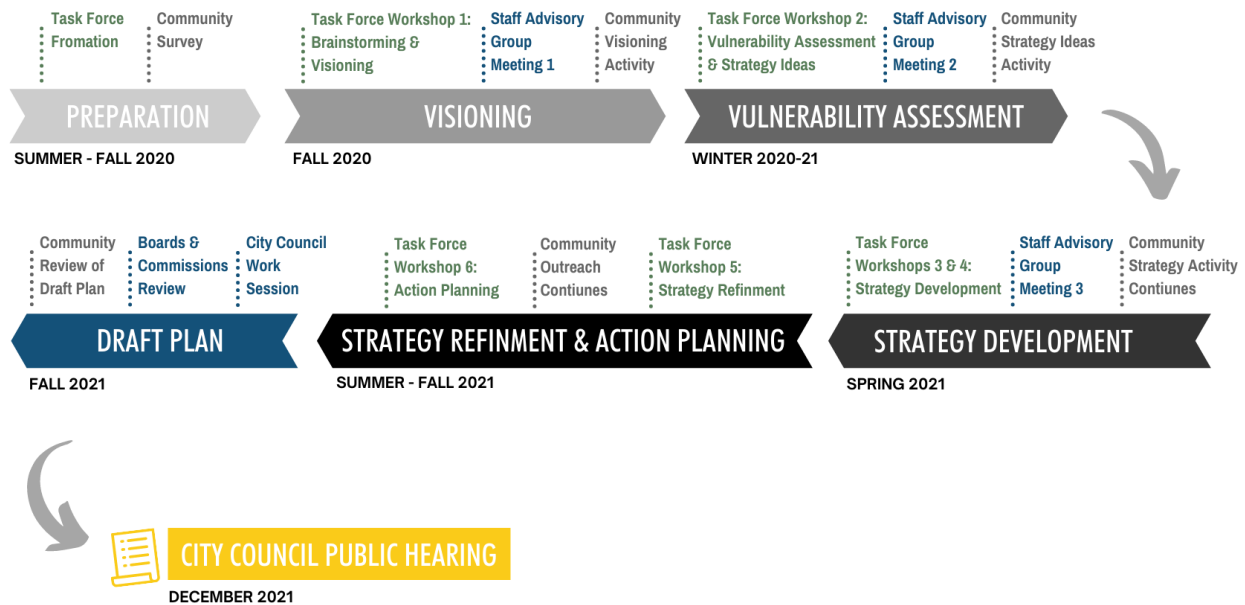 Task Force
Fromation
Community
Survey
PREPARATION
SUMMER - FALL 2020
Task Force Workshop 1:
Brainstorming &
Visioning
Staff Advisory
Group
Meeting 1
Community
Visioning
Activity
VISIONING
FALL 2020
Task Force Workshop 2:
Vulnerability Assessment
& Strategy Ideas
Staff Advisory
Group
Meeting 2
Community
Strategy Ideas
Activity
VULNERABILITY ASSESSMENT
WINTER 2020-21
Task Force
Workshops 3 & 4:
Strategy Development
Staff Advisory
Group
Meeting 3
Community
Strategy Activity
Contiunes
STRATEGY DEVELOPMENT
SPRING 2021
Task Force
Workshop 5:
Strategy Refinment
Community
Outreach
Contiunes
Task Force
Workshop 6:
Action Planning
STRATEGY REFINMENT & ACTION PLANNING
SUMMER - FALL 2021
Community
Review of
Draft Plan
Boards &
Commissions
Review
City Council
Work
Session
DRAFT PLAN
FALL 2021
CITY COUNCIL PUBLIC HEARING
DECEMBER 2021